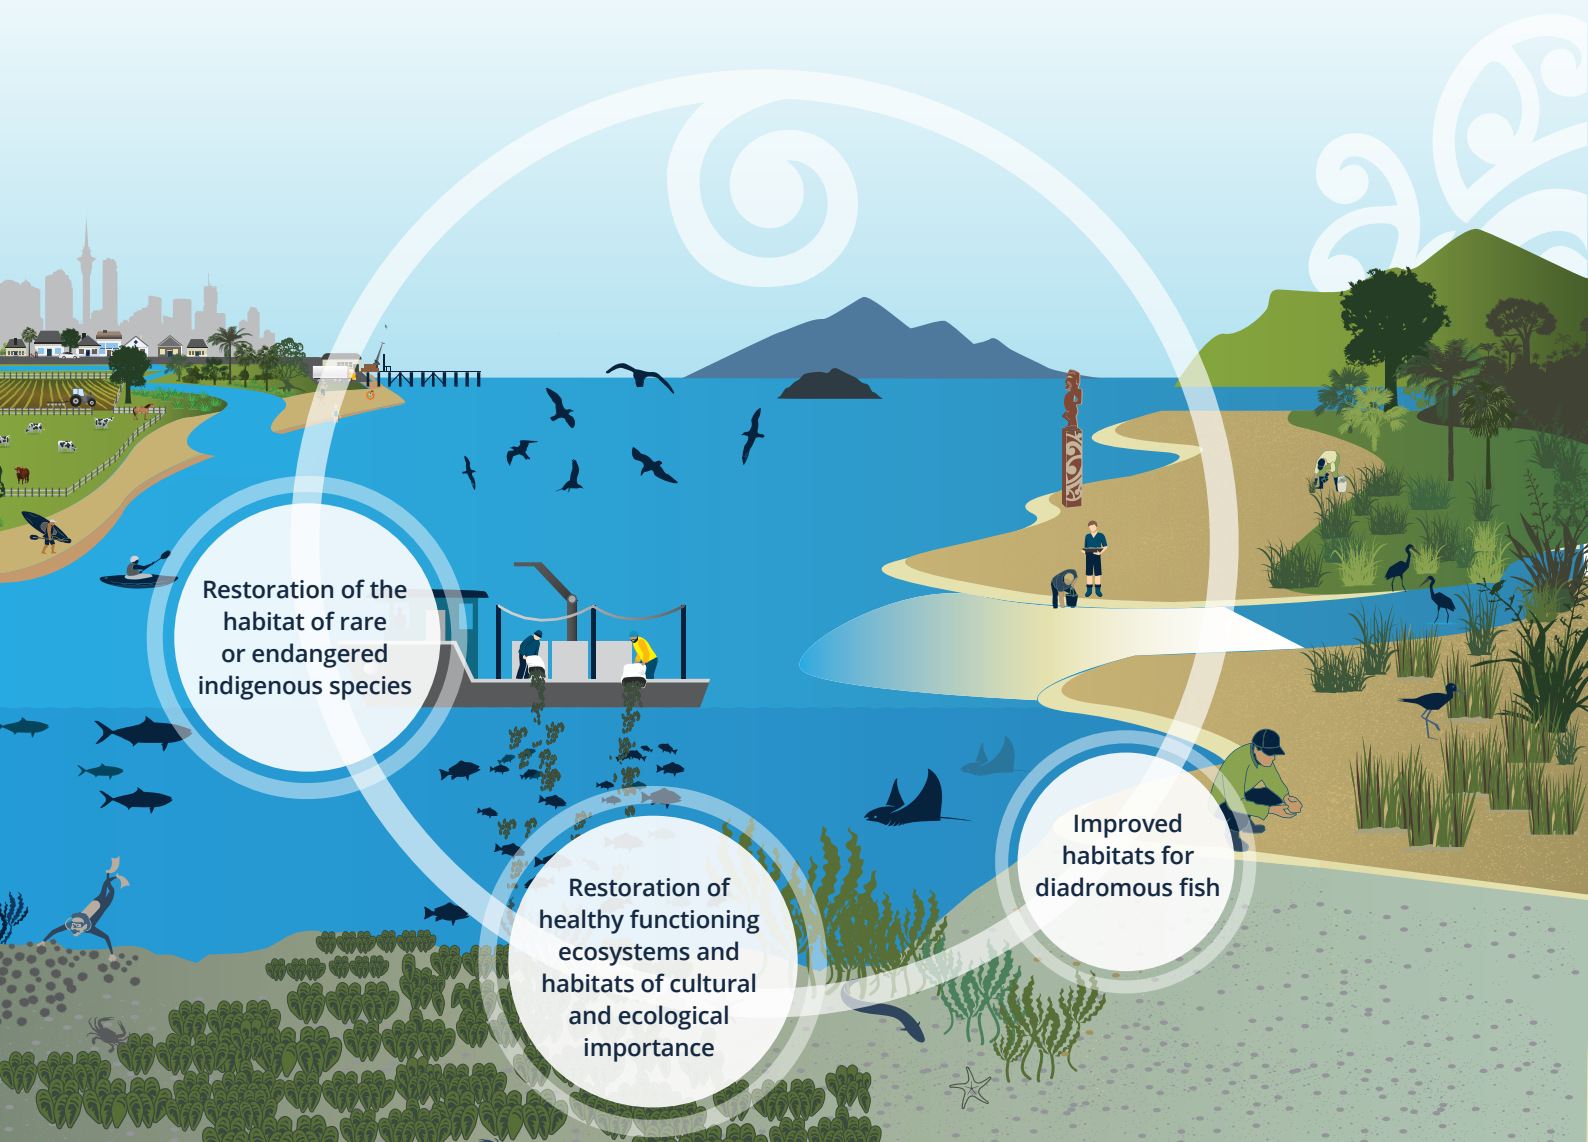 Restoration of the
habitat of rare
or endangered
indigenous species
Restoration of
healthy functioning
ecosystems and
habitats of cultural
and ecological
importance
Improved
habitats for
diadromous fish